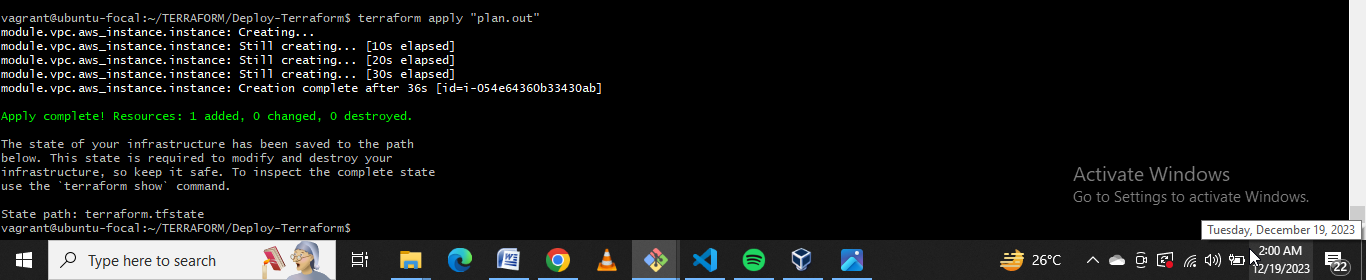 vagrant@ubuntu-focal:~/TERRAFORM/Deploy-Terraform$ terraform apply "plan.out"
module.vpc.aws_instance.instance: Creating...
module.vpc.aws_instance.instance: Still creating... [10s elapsed]
module.vpc.aws_instance.instance: Still creating... [20s elapsed]
module.vpc.aws_instance.instance: Still creating... [30s elapsed]
module.vpc.aws_instance.instance: Creation complete after 36s [id=i-054e64360b33430ab]
Apply complete! Resources: 1 added, 0 changed, 0 destroyed.
The state of your infrastructure has been saved to the path
below. This state is required to modify and destroy your
infrastructure, so keep it safe. To inspect the complete state
use the `terraform show` command.
State path: terraform.tfstate
vagrant@ubuntu-focal:~/TERRAFORM/Deploy-Terraform$
Activate Windows
Go to Settings to activate Windows.
Tuesday, December 19, 2023
Type here to search
26°C
2:00 AM
12/19/2023
22